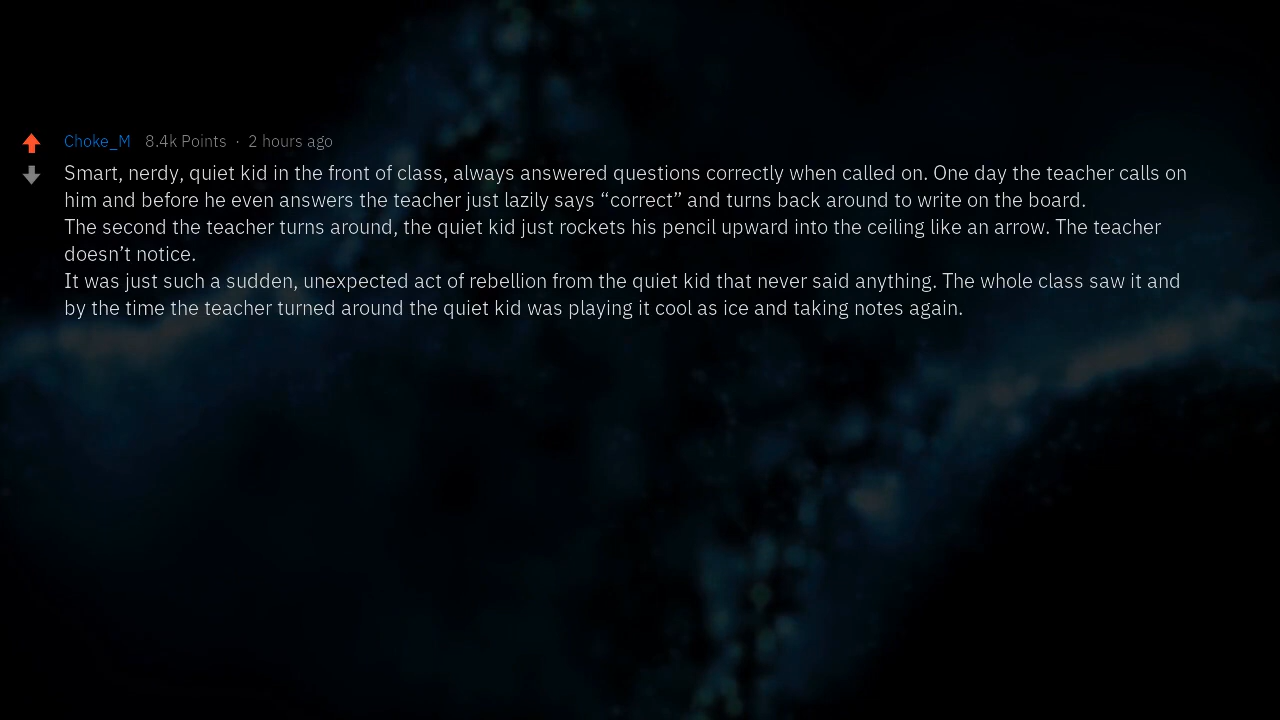 Choke_M 8.4k Points · 2 hours ago
Smart, nerdy, quiet kid in the front of class, always answered questions correctly when called on. One day the teacher calls on
him and before he even answers the teacher just lazily says “correct” and turns back around to write on the board.
The second the teacher turns around, the quiet kid just rockets his pencil upward into the ceiling like an arrow. The teacher
doesn’t notice.
It was just such a sudden, unexpected act of rebellion from the quiet kid that never said anything. The whole class saw it and
by the time the teacher turned around the quiet kid was playing it cool as ice and taking notes again.